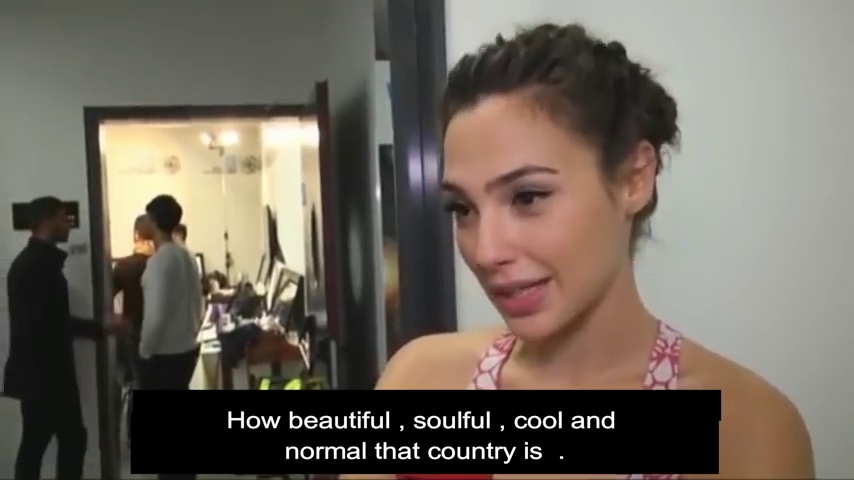 How beautiful , soulful , cool and
normal that country is .